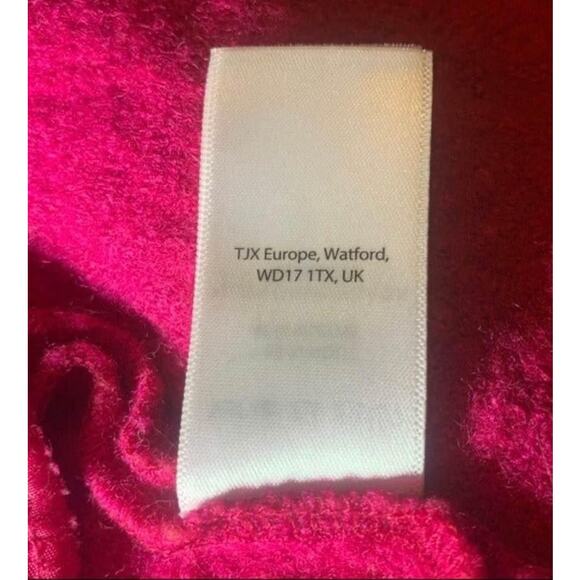 TJX Europe, Watford,
WD17 1TX, UK